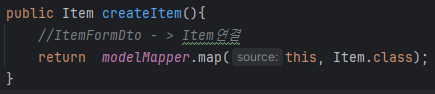 public Item createItem(){
//ItemFormDto - > Item연결
return modelMapper.map( source: this, Item.class);
}